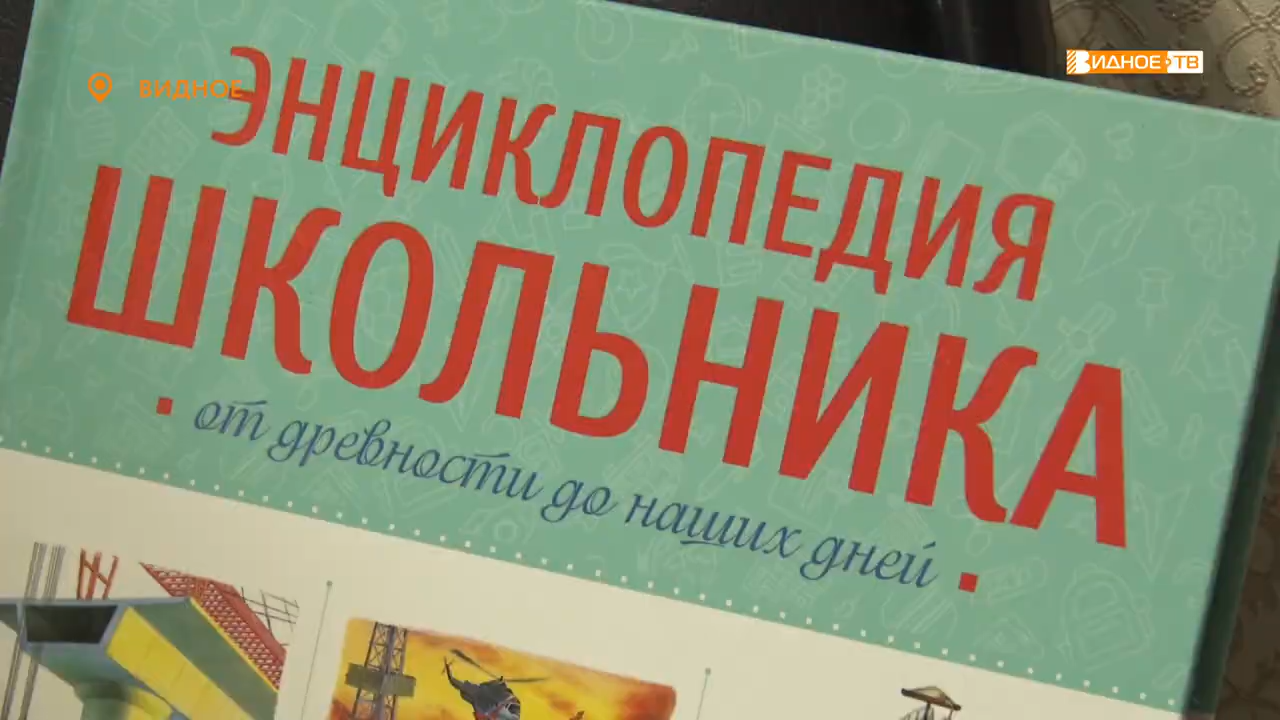 ВИДНОЕ
ВИДНОЕ ТВ
ЭНЦИКЛОПЕДИЯ
ШКОЛЬНИКА
от древности до наших дней